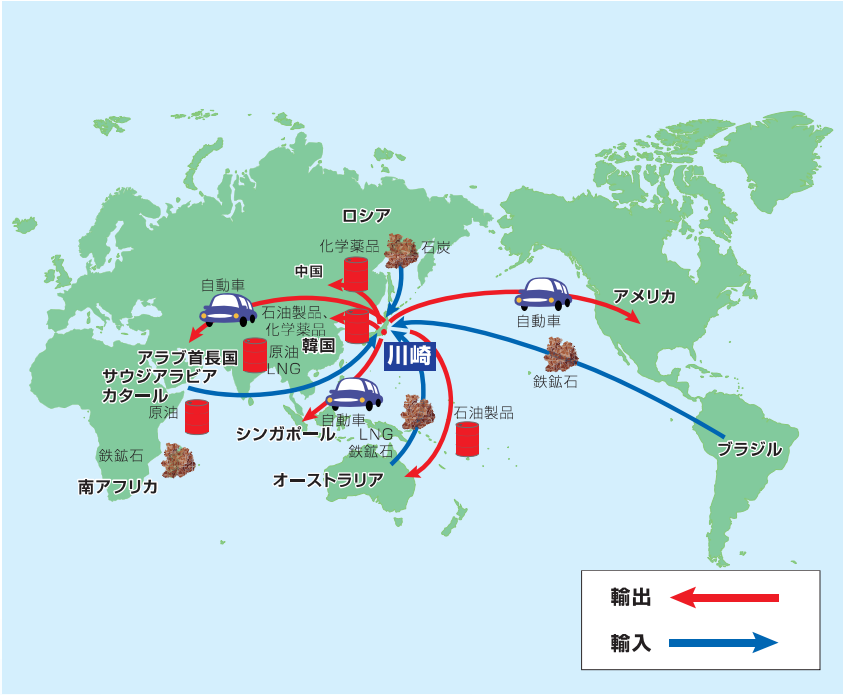 ロシア
化学薬品
石炭
中国
自動車
石油製品、
化学薬品
韓国
アラブ首長国
サウジアラビア
カタール
原油
LNG
原油
川崎
自動車
アメリカ
鉄鉱石
ブラジル
自動車
シンガポール
LNG
鉄鉱石
石油製品
オーストラリア
鉄鉱石
南アフリカ
輸出
輸入